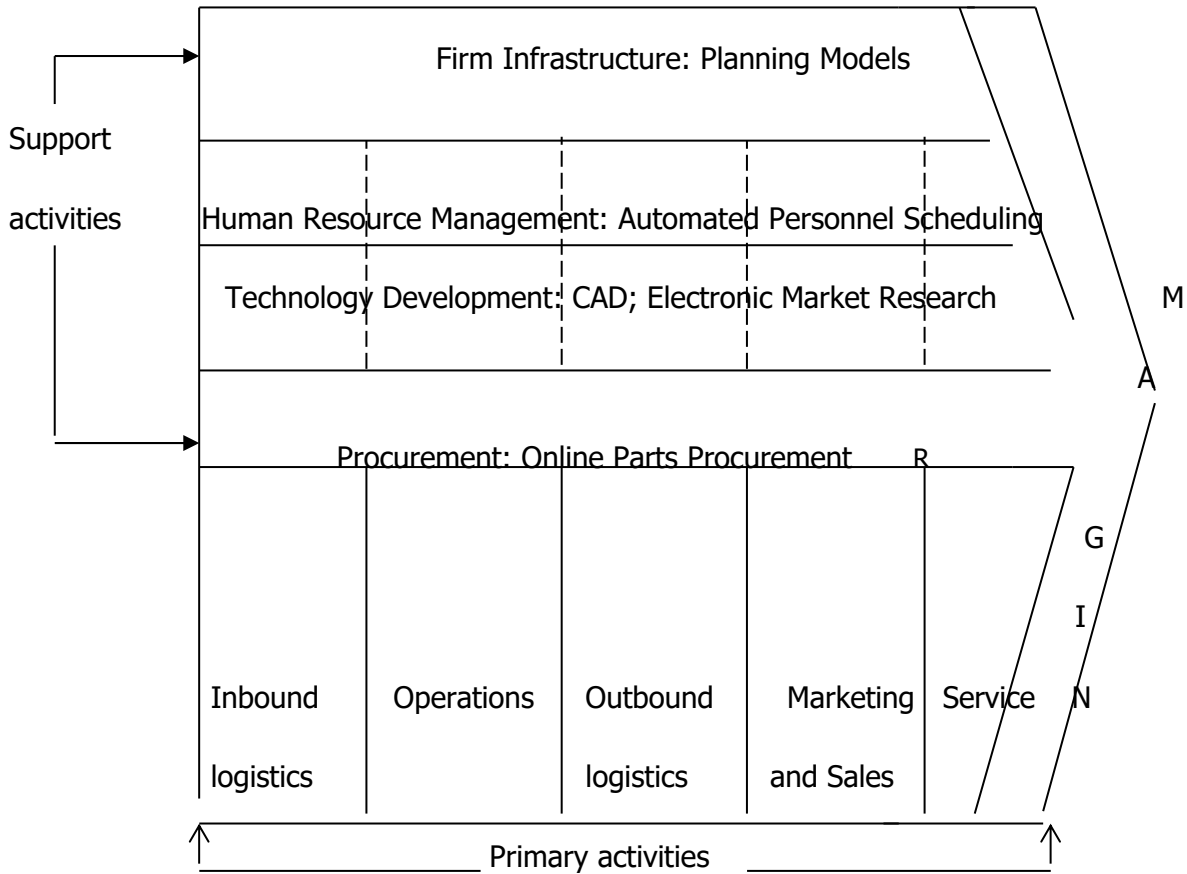 Firm Infrastructure: Planning Models
Support
activities
Human Resource Management: Automated Personnel Scheduling
Technology Development: CAD; Electronic Market Research
M
A
Procurement: Online Parts Procurement R
G
I
Inbound Operations Outbound Marketing Service N
logistics logistics and Sales
Primary activities